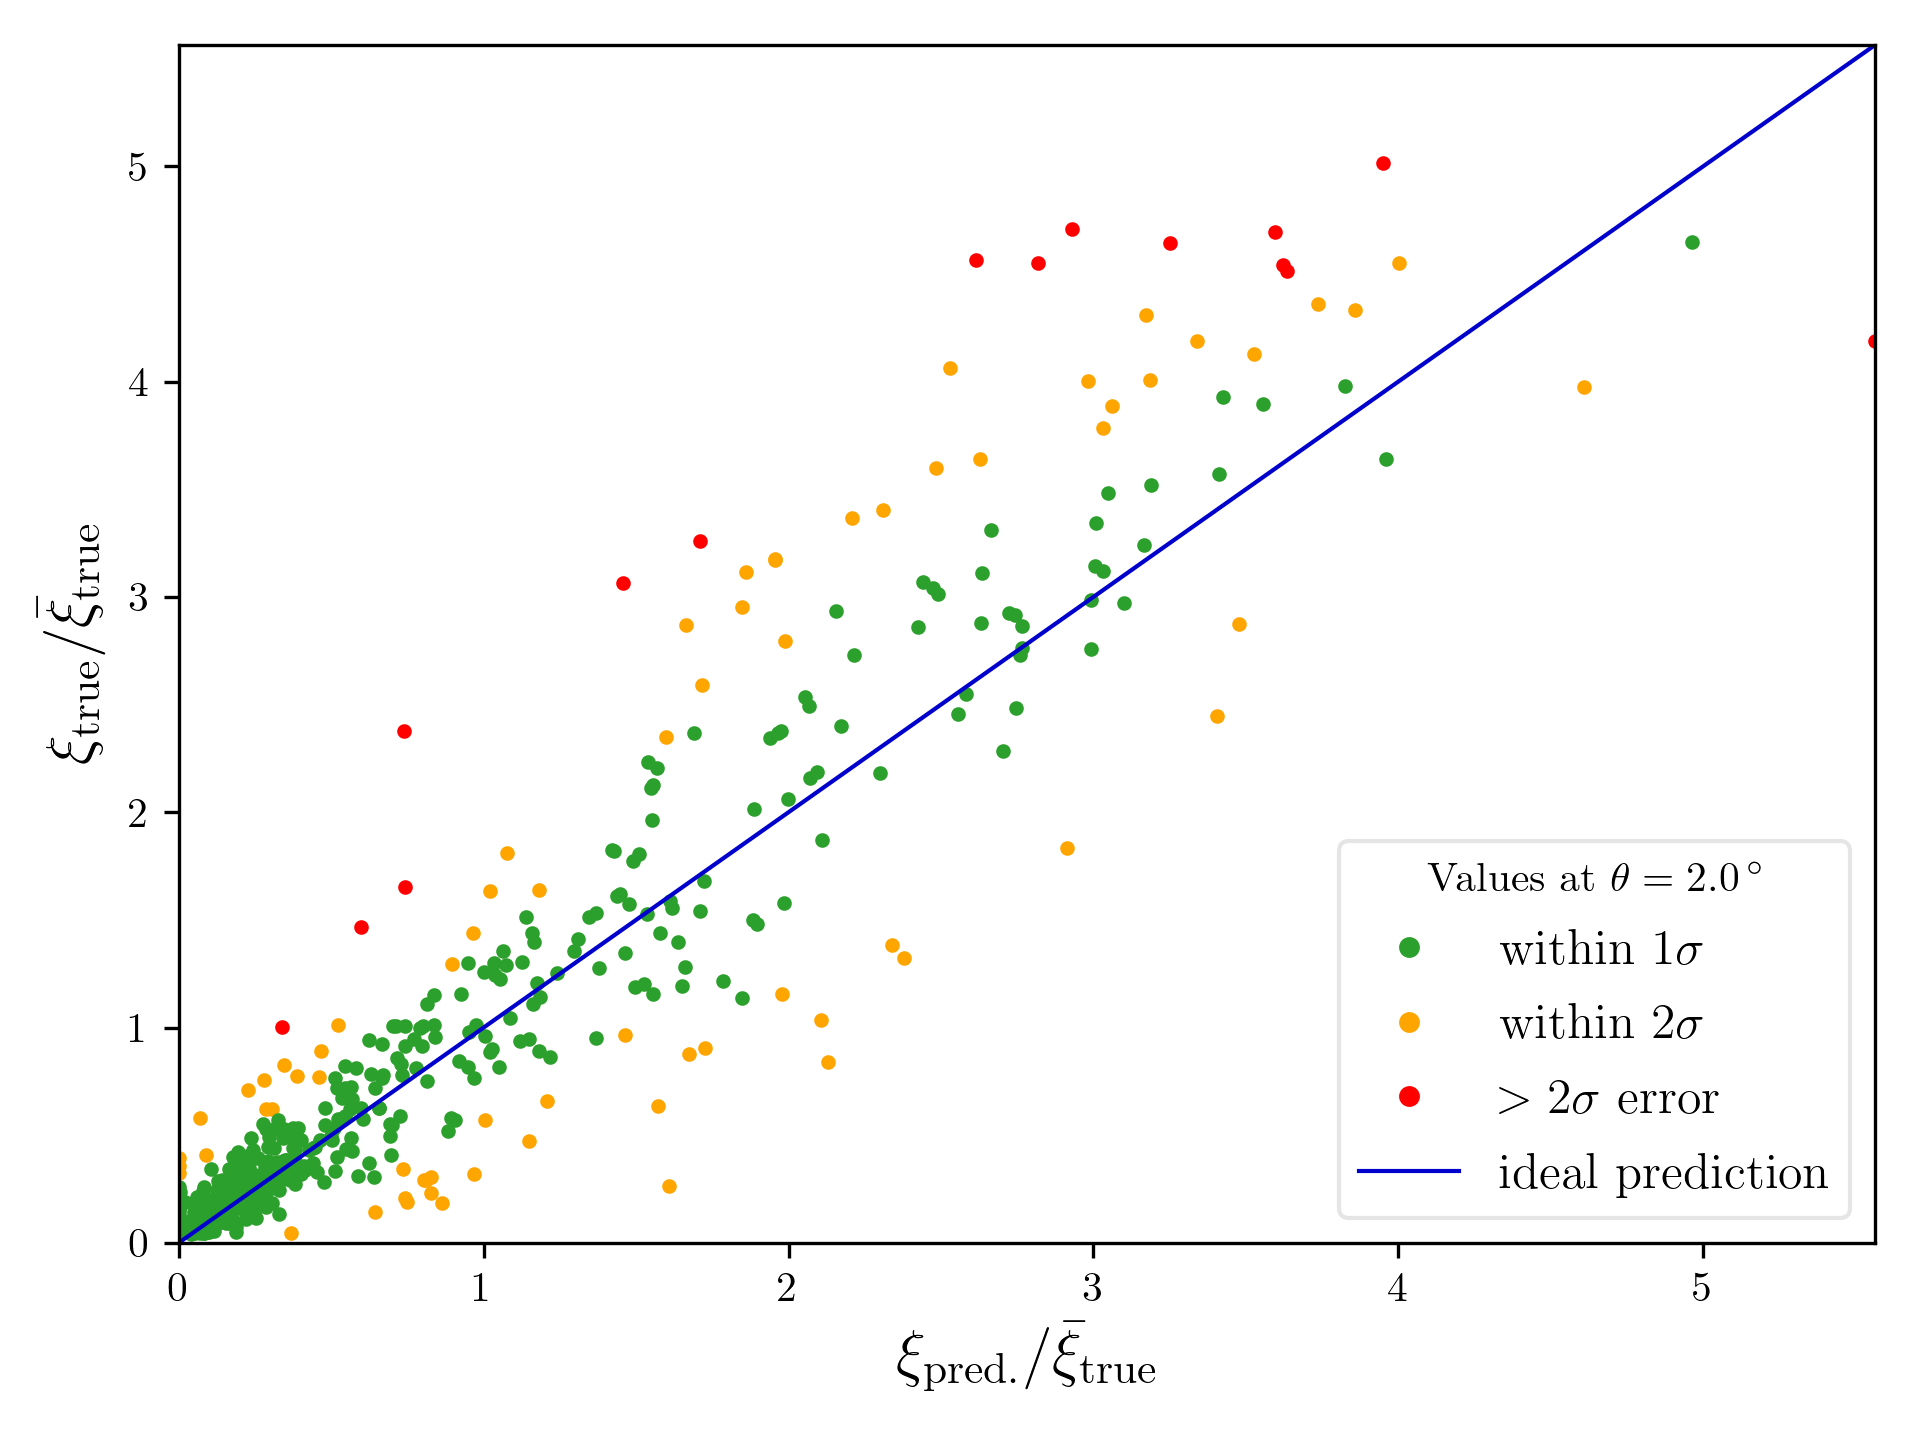 5
4
3
2
1
0
ξtrue/ξ̄true
0 1 2 3 4 5
ξpred./ξ̄true
Values at θ = 2.0°
within 1σ
within 2σ
> 2σ error
ideal prediction